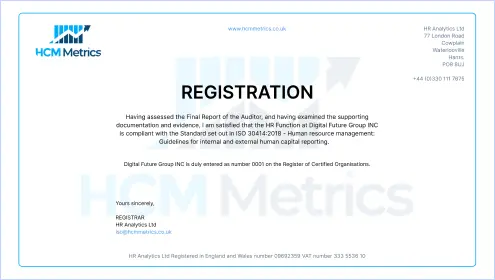 www.hcmmetrics.co.uk
HR Analytics Ltd
77 London Road
Cowplain
Waterlooville
Hants.
PO8 8UJ
+44 (0)330 111 7675
HCM Metrics
REGISTRATION
Having assessed the Final Report of the Auditor, and having examined the supporting
documentation and evidence, I am satisfied that the HR Function at Digital Future Group INC
is compliant with the Standard set out in ISO 30414:2018 - Human resource management:
Guidelines for internal and external human capital reporting.
Digital Future Group INC is duly entered as number 0001 on the Register of Certified Organisations.
HCM Metrics
Yours sincerely,
REGISTRAR
HR Analytics Ltd
iso@hcmmetrics.co.uk
HR Analytics Ltd Registered in England and Wales number 09692359 VAT number 333 5536 10